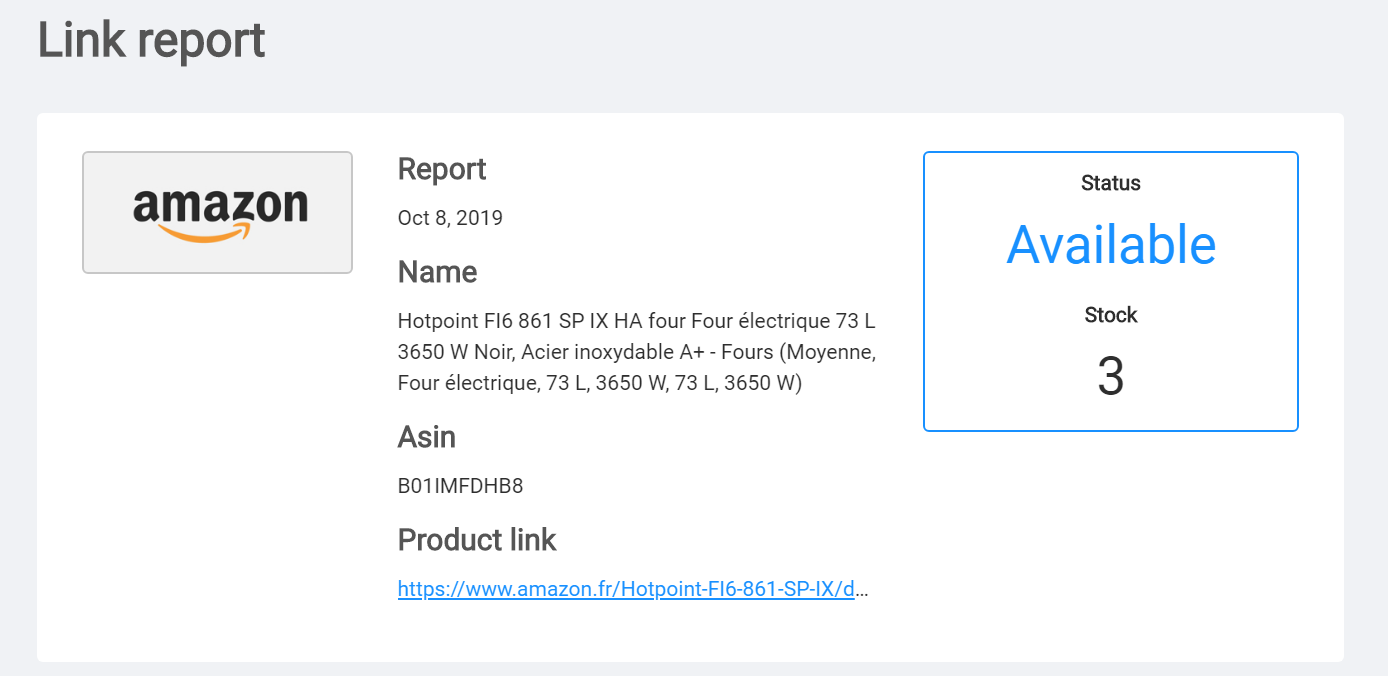 Link report
amazon
Report
Oct 8, 2019
Name
Hotpoint FI6 861 SP IX HA four Four électrique 73 L
3650 W Noir, Acier inoxydable A+ - Fours (Moyenne,
Four électrique, 73 L, 3650 W, 73 L, 3650 W)
Asin
B01IMFDHB8
Product link
https://www.amazon.fr/Hotpoint-FI6-861-SP-IX/d...
Status
Available
Stock
3